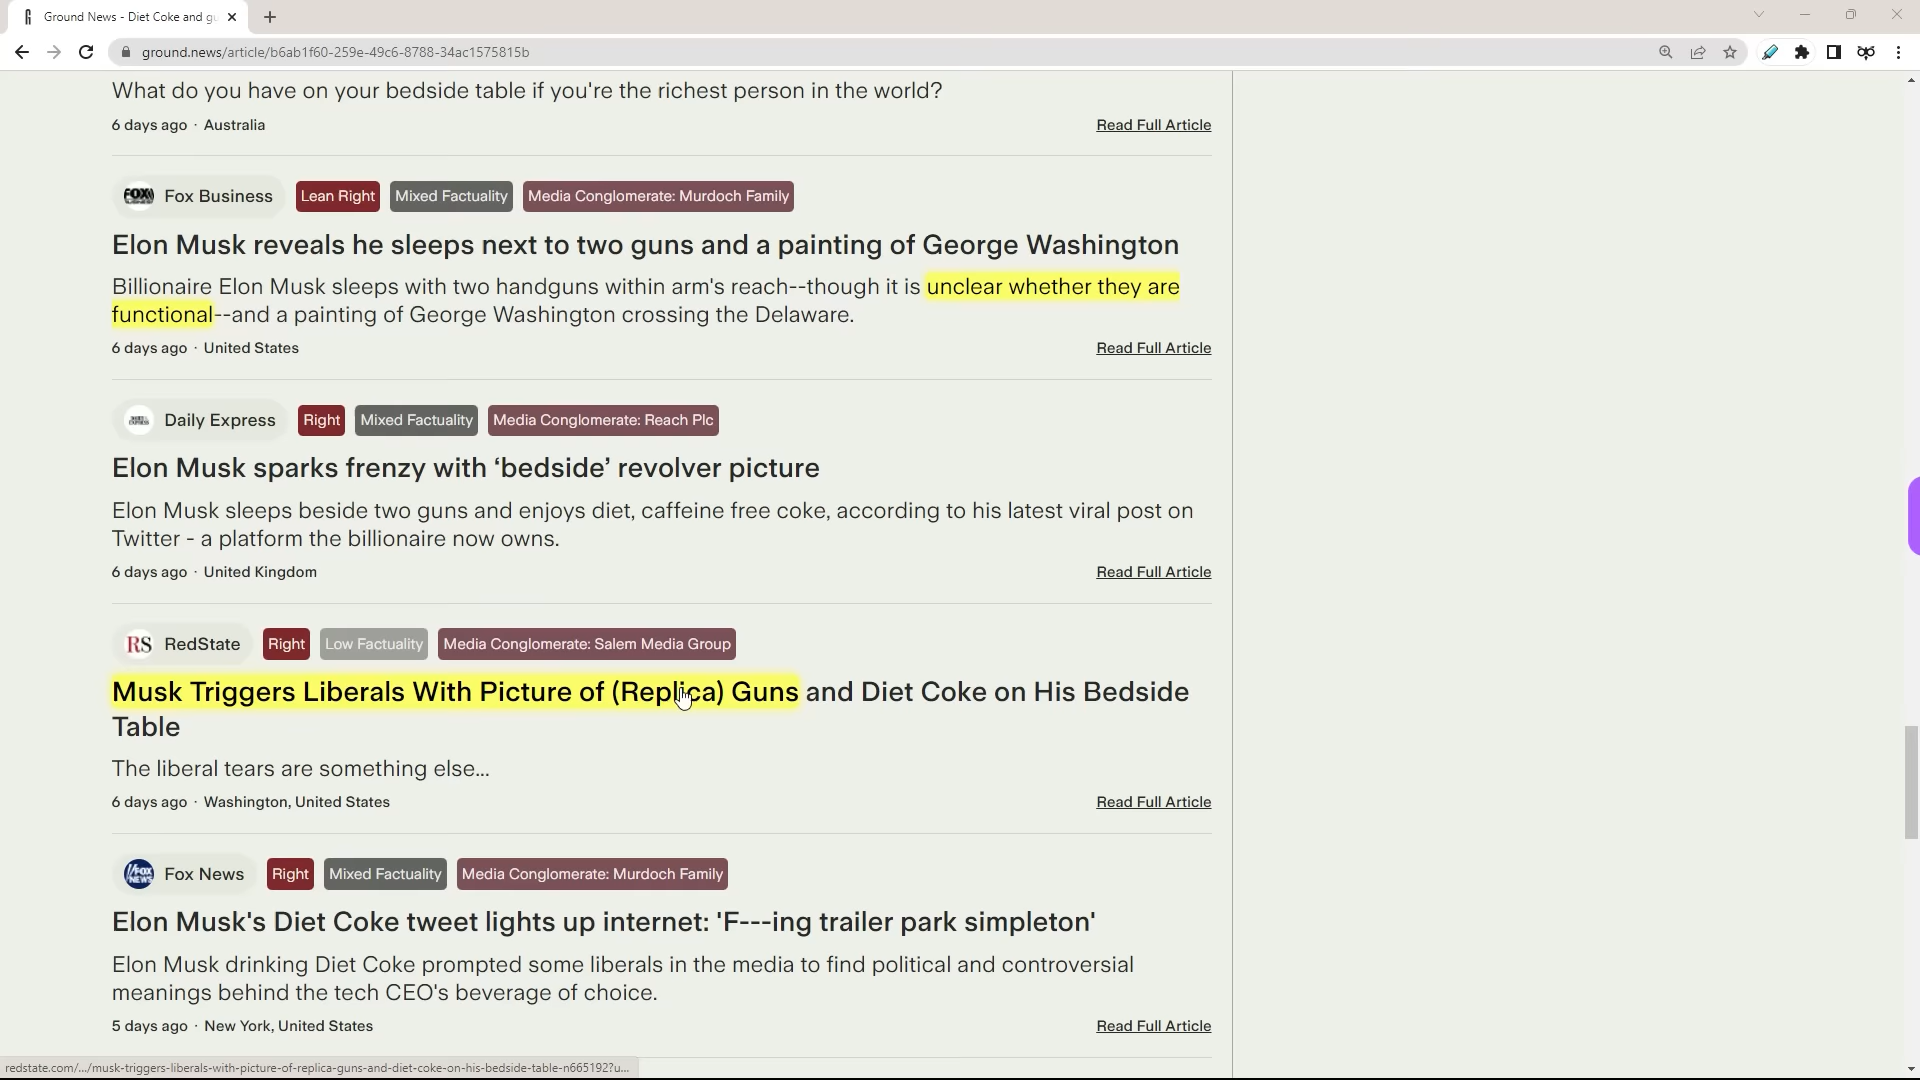 Ground News - Diet Coke and gu
ground.news/article/b6ab1f60-259e-49c6-8788-34ac1575815b
What do you have on your bedside table if you're the richest person in the world?
6 days ago · Australia
Read Full Article
FOX Fox Business Lean Right Mixed Factuality Media Conglomerate: Murdoch Family
Elon Musk reveals he sleeps next to two guns and a painting of George Washington
Billionaire Elon Musk sleeps with two handguns within arm's reach--though it is unclear whether they are
functional--and a painting of George Washington crossing the Delaware.
6 days ago · United States
Read Full Article
Daily Express Right Mixed Factuality Media Conglomerate: Reach Plc
Elon Musk sparks frenzy with ‘bedside’ revolver picture
Elon Musk sleeps beside two guns and enjoys diet, caffeine free coke, according to his latest viral post on
Twitter - a platform the billionaire now owns.
6 days ago · United Kingdom
Read Full Article
RS RedState Right Low Factuality Media Conglomerate: Salem Media Group
Musk Triggers Liberals With Picture of (Replica) Guns and Diet Coke on His Bedside
Table
The liberal tears are something else...
6 days ago · Washington, United States
Read Full Article
FOX NEWS Fox News Right Mixed Factuality Media Conglomerate: Murdoch Family
Elon Musk's Diet Coke tweet lights up internet: 'F---ing trailer park simpleton'
Elon Musk drinking Diet Coke prompted some liberals in the media to find political and controversial
meanings behind the tech CEO's beverage of choice.
5 days ago · New York, United States
Read Full Article
redstate.com/.../musk-triggers-liberals-with-picture-of-replica-guns-and-diet-coke-on-his-bedside-table-n665192?u...